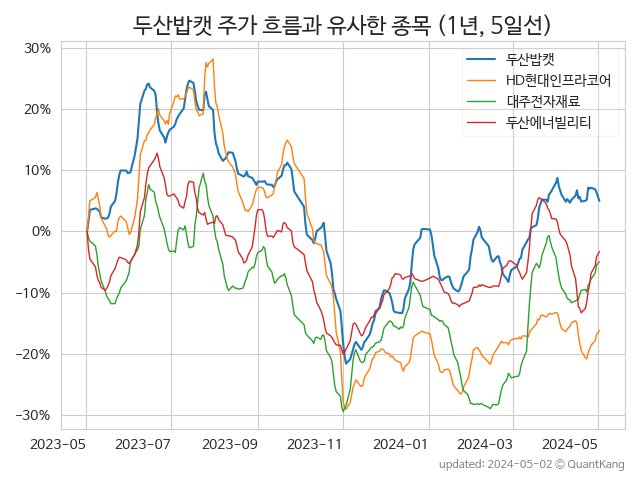 두산밥캣 주가 흐름과 유사한 종목 (1년, 5일선)
30%
20%
10%
0%
−10%
−20%
−30%
두산밥캣
HD현대인프라코어
대주전자재료
두산에너빌리티
2023-05
2023-07
2023-09
2023-11
2024-01
2024-03
2024-05
updated: 2024-05-02 © QuantKang